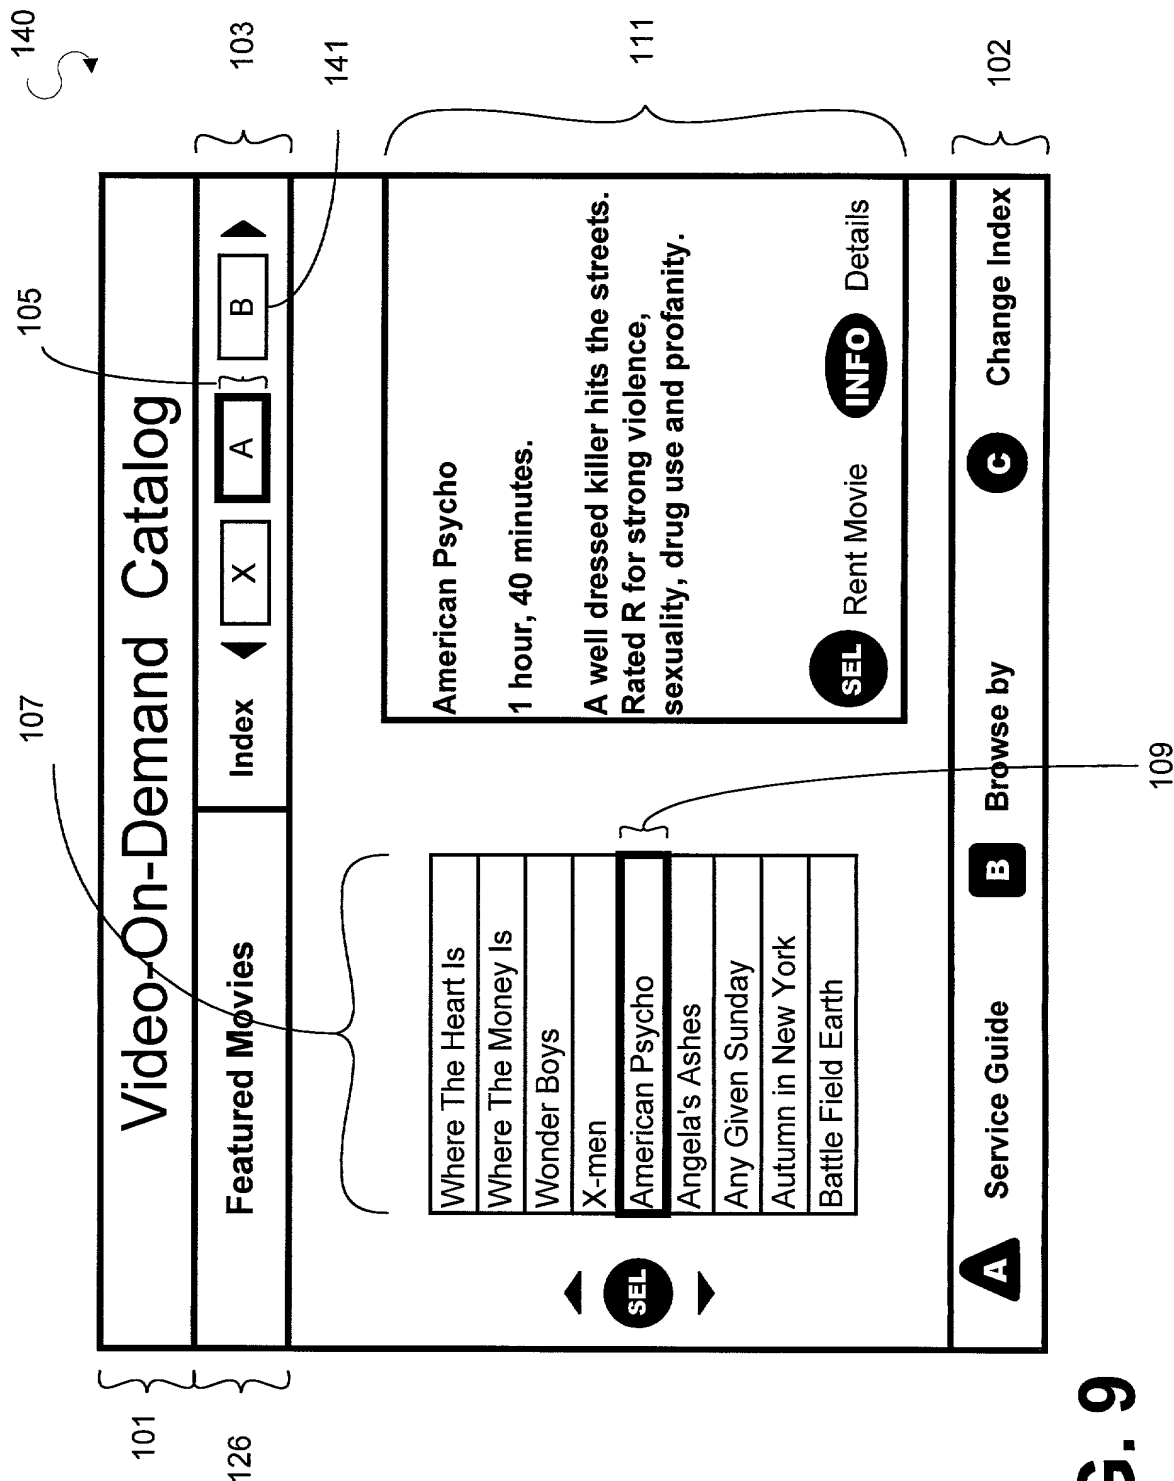 140
105
107
103
141
111
102
109
101
126
Video-On-Demand Catalog
Featured Movies
Index X A B
Where The Heart Is
Where The Money Is
Wonder Boys
X-men
American Psycho
Angela's Ashes
Any Given Sunday
Autumn in New York
Battle Field Earth
SEL
American Psycho
1 hour, 40 minutes.
A well dressed killer hits the streets.
Rated R for strong violence,
sexuality, drug use and profanity.
SEL Rent Movie INFO Details
A Service Guide B Browse by C Change Index
G. 9